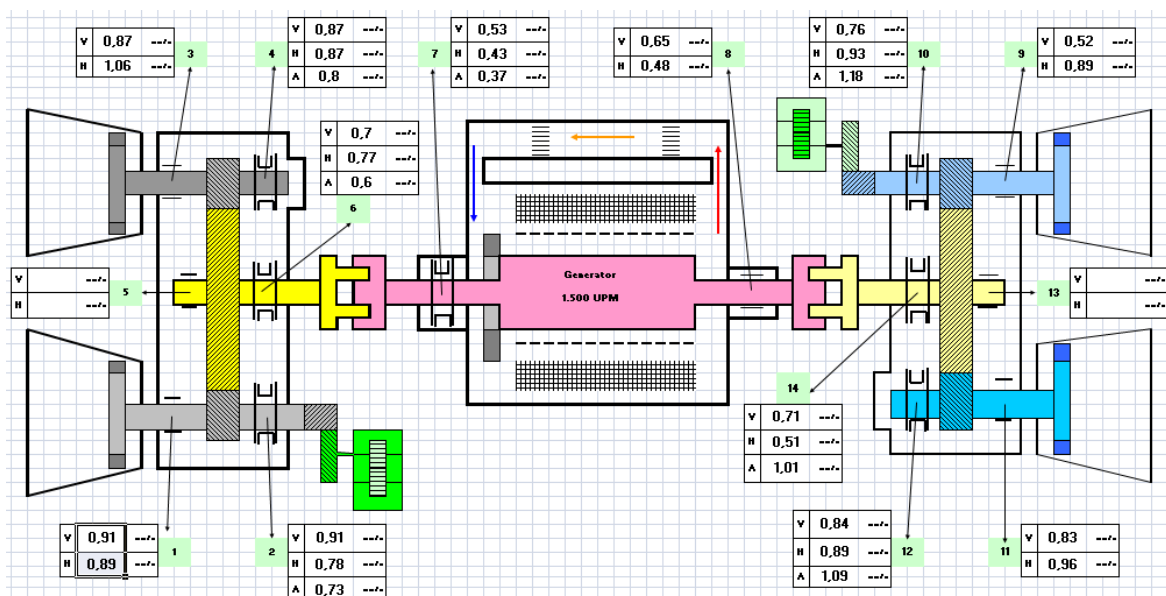 V 0,87 --/-
H 1,06 --/-
3
4
V 0,87 --/-
H 0,87 --/-
A 0,8 --/-
7
V 0,53 --/-
H 0,43 --/-
A 0,37 --/-
V 0,65 --/-
H 0,48 --/-
8
V 0,76 --/-
H 0,93 --/-
A 1,18 --/-
10
9
V 0,52 --/-
H 0,89 --/-
V 0,7 --/-
H 0,77 --/-
A 0,6 --/-
6
V --/-
H --/-
5
Generator
1.500 UPM
13
V --/-
H --/-
14
V 0,71 --/-
H 0,51 --/-
A 1,01 --/-
V 0,91 --/-
H 0,89 --/-
1
2
V 0,91 --/-
H 0,78 --/-
A 0,73 --/-
V 0,84 --/-
H 0,89 --/-
A 1,09 --/-
12
11
V 0,83 --/-
H 0,96 --/-